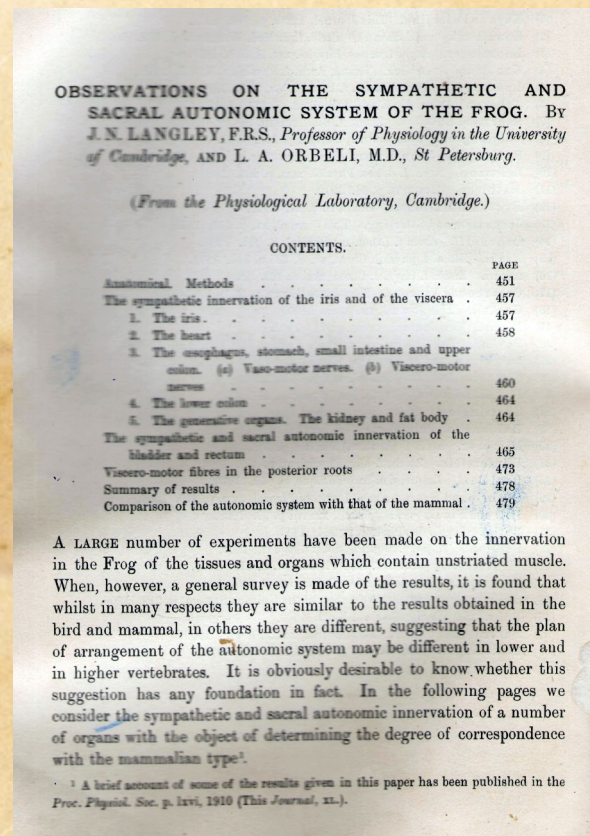 OBSERVATIONS ON THE SYMPATHETIC AND
SACRAL AUTONOMIC SYSTEM OF THE FROG. BY
J. N. LANGLEY, F.R.S., Professor of Physiology in the University
of Cambridge, AND L. A. ORBELI, M.D., St Petersburg.
(From the Physiological Laboratory, Cambridge.)
CONTENTS.
PAGE
Anatomical. Methods . . . . . . . . 451
The sympathetic innervation of the iris and of the viscera . 457
1. The iris . . . . . . . . . 457
2. The heart . . . . . . . . 458
3. The œsophagus, stomach, small intestine and upper
colon. (a) Vaso-motor nerves. (b) Viscero-motor
nerves . . . . . . . . 460
4. The lower colon . . . . . . . 464
5. The generative organs. The kidney and fat body . 464
The sympathetic and sacral autonomic innervation of the
bladder and rectum . . . . . . . 465
Viscero-motor fibres in the posterior roots . . . . 473
Summary of results . . . . . . . . 478
Comparison of the autonomic system with that of the mammal . 479
A LARGE number of experiments have been made on the innervation
in the Frog of the tissues and organs which contain unstriated muscle.
When, however, a general survey is made of the results, it is found that
whilst in many respects they are similar to the results obtained in the
bird and mammal, in others they are different, suggesting that the plan
of arrangement of the autonomic system may be different in lower and
in higher vertebrates. It is obviously desirable to know whether this
suggestion has any foundation in fact. In the following pages we
consider the sympathetic and sacral autonomic innervation of a number
of organs with the object of determining the degree of correspondence
with the mammalian type¹.
¹ A brief account of some of the results given in this paper has been published in the
Proc. Physiol. Soc. p. lxvi, 1910 (This Journal, XL.).